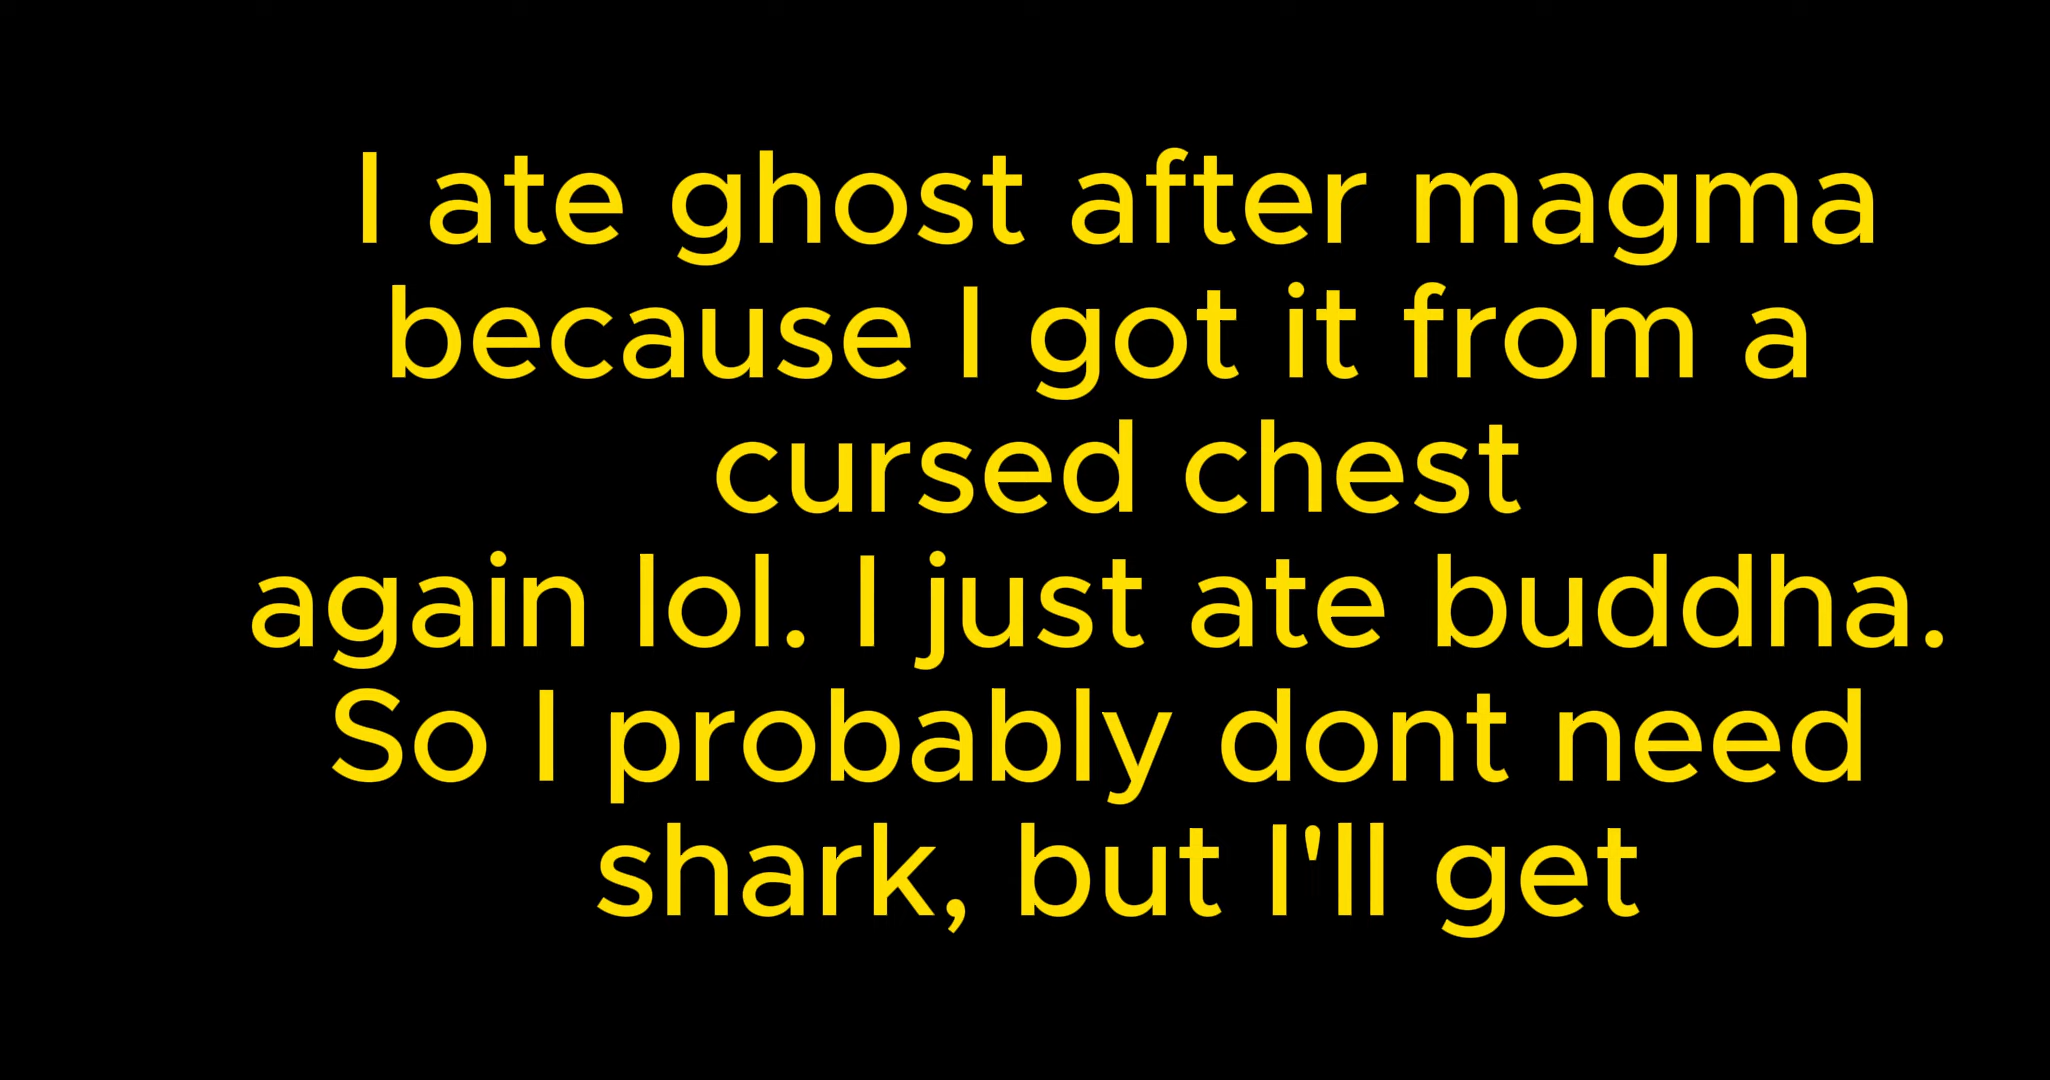 I ate ghost after magma
because I got it from a
cursed chest
again lol. I just ate buddha.
So I probably dont need
shark, but I'll get